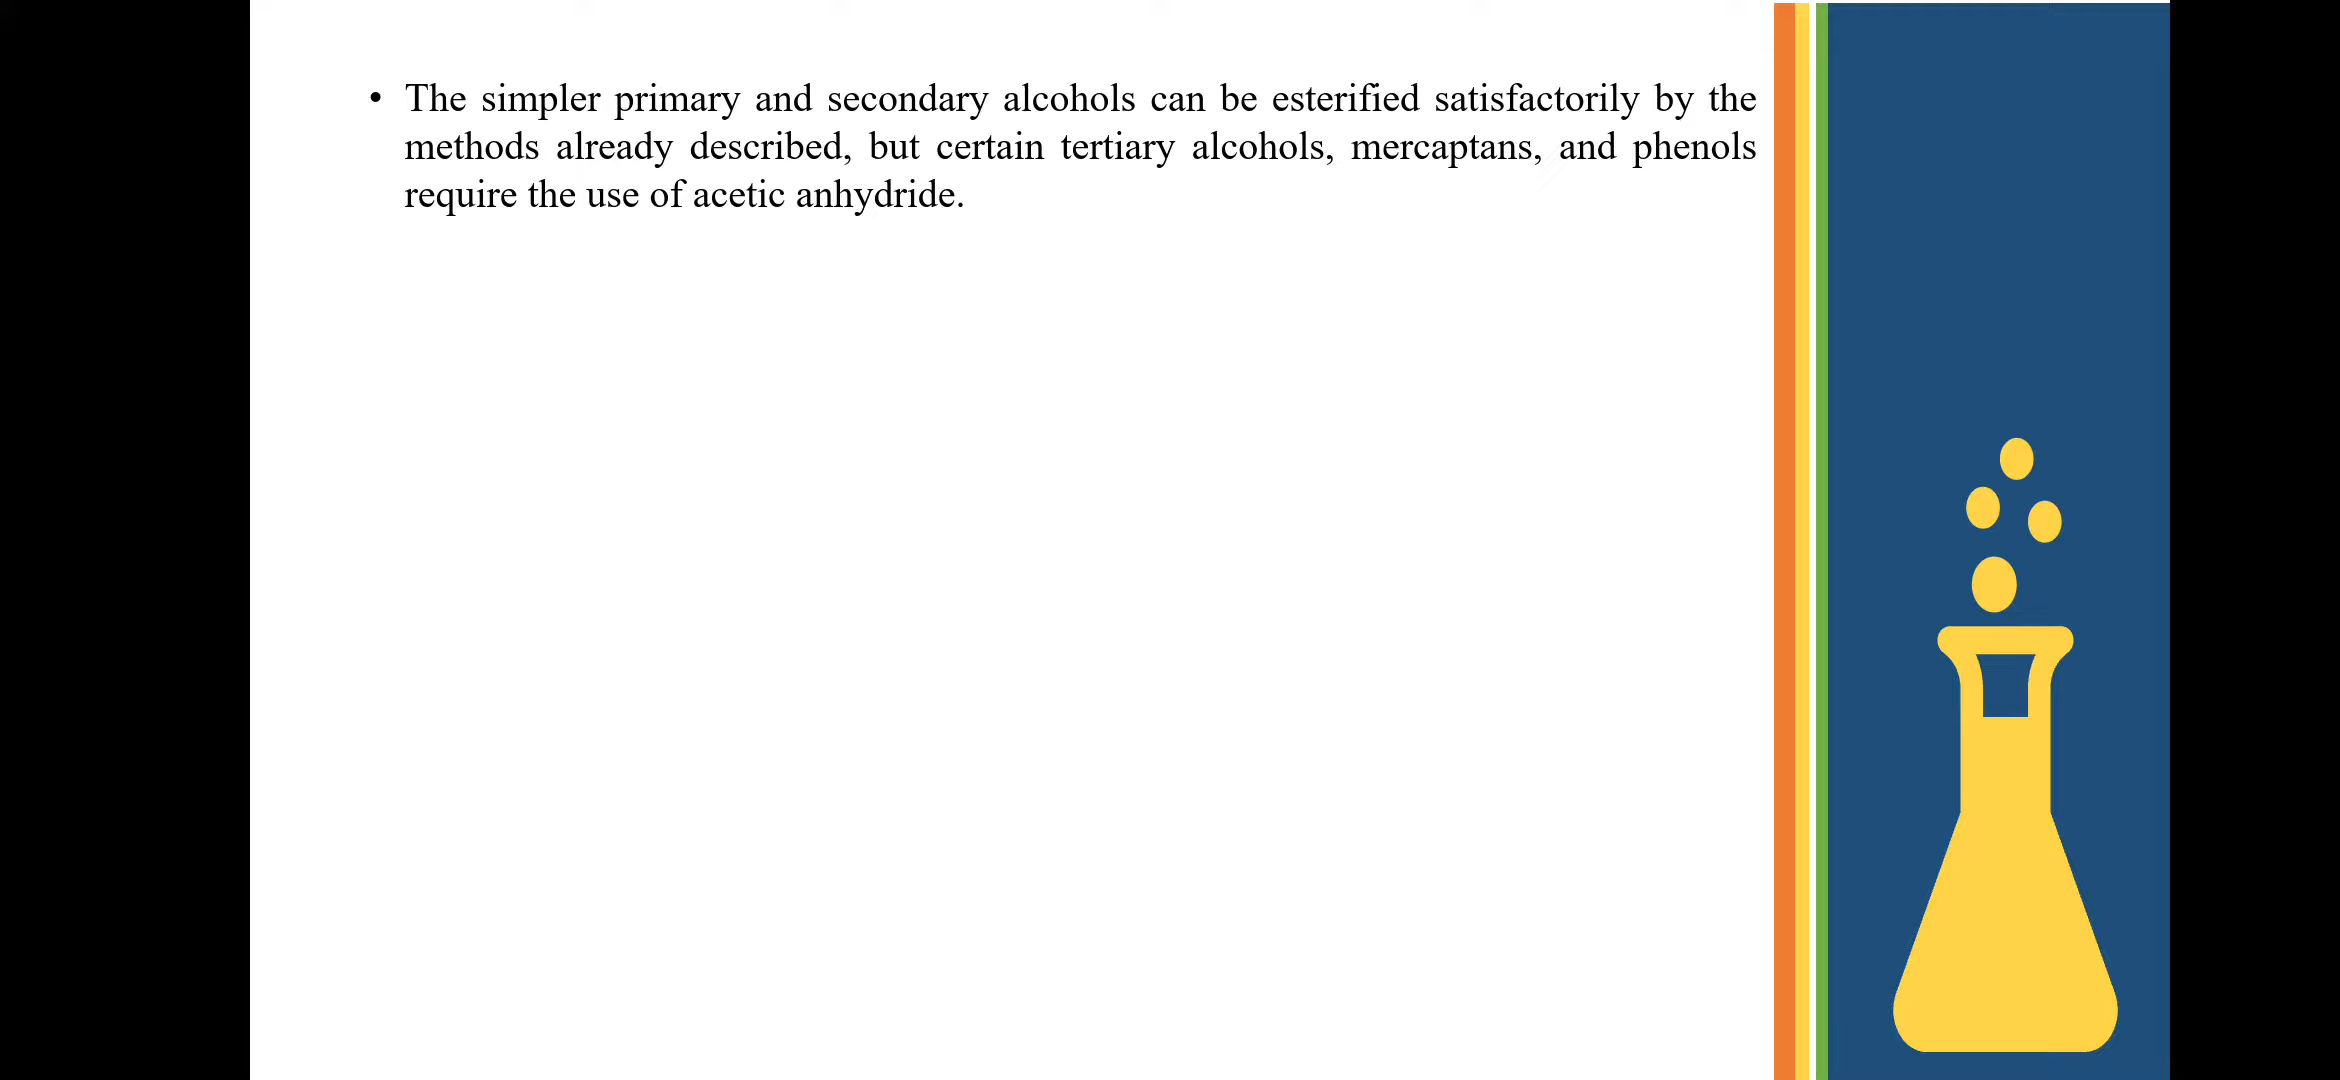 • The simpler primary and secondary alcohols can be esterified satisfactorily by the
methods already described, but certain tertiary alcohols, mercaptans, and phenols
require the use of acetic anhydride.